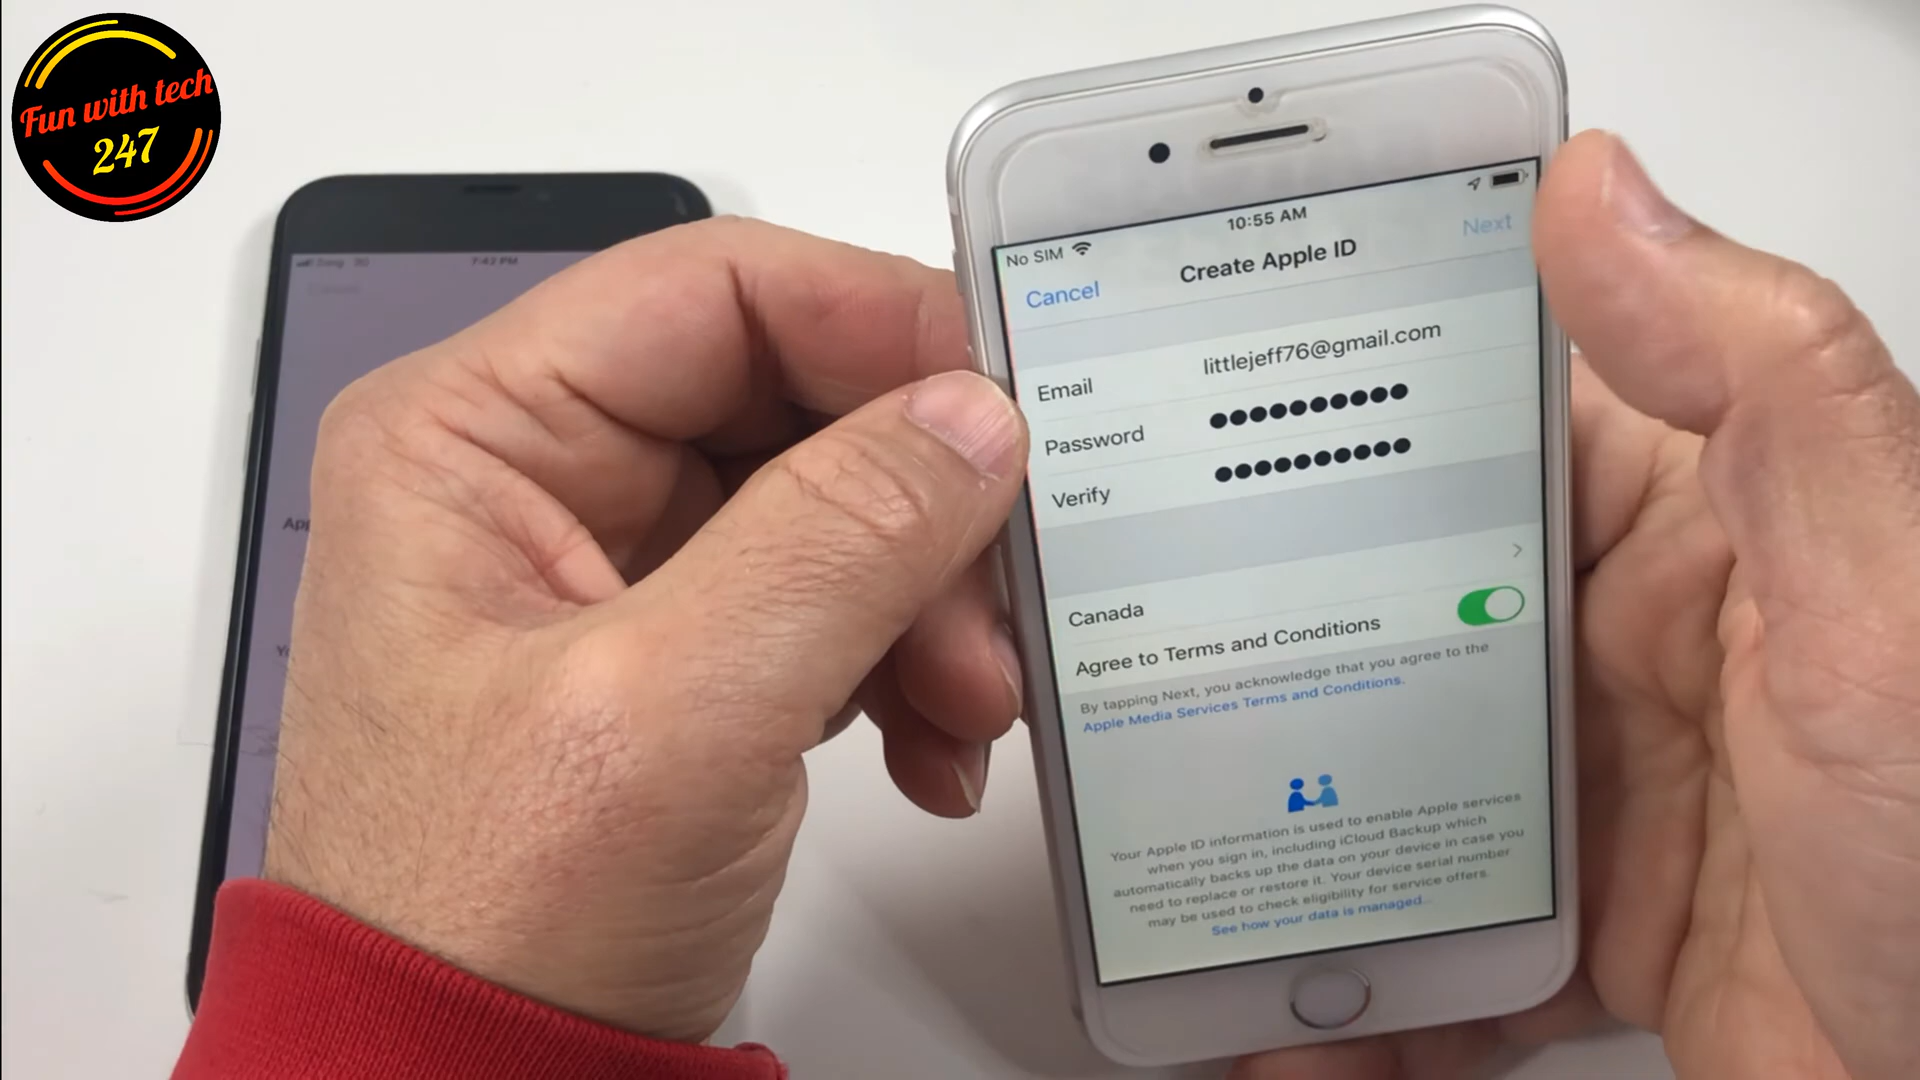 Fun with tech
247
7:43 PM
No SIM
10:55 AM
Cancel
Create Apple ID
Next
Email littlejeff76@gmail.com
Password ●●●●●●●●●●
Verify ●●●●●●●●●●
Canada
Agree to Terms and Conditions
By tapping Next, you acknowledge that you agree to the
Apple Media Services Terms and Conditions.
Your Apple ID information is used to enable Apple services
when you sign in, including iCloud Backup which
automatically backs up the data on your device in case you
need to replace or restore it. Your device serial number
may be used to check eligibility for service offers.
See how your data is managed...